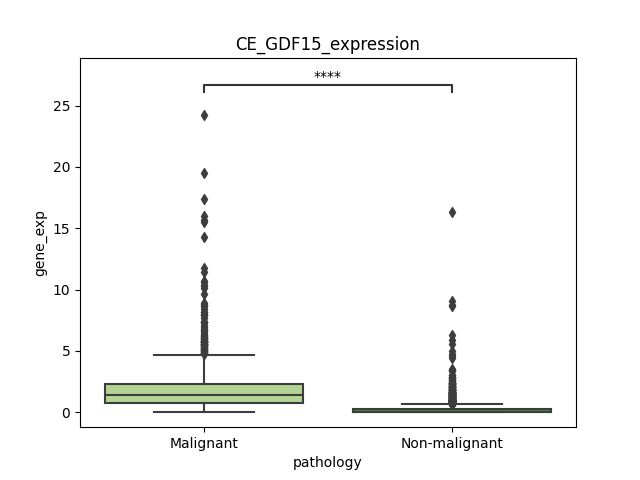 CE_GDF15_expression
****
25
20
15
10
5
0
gene_exp
Malignant
Non-malignant
pathology